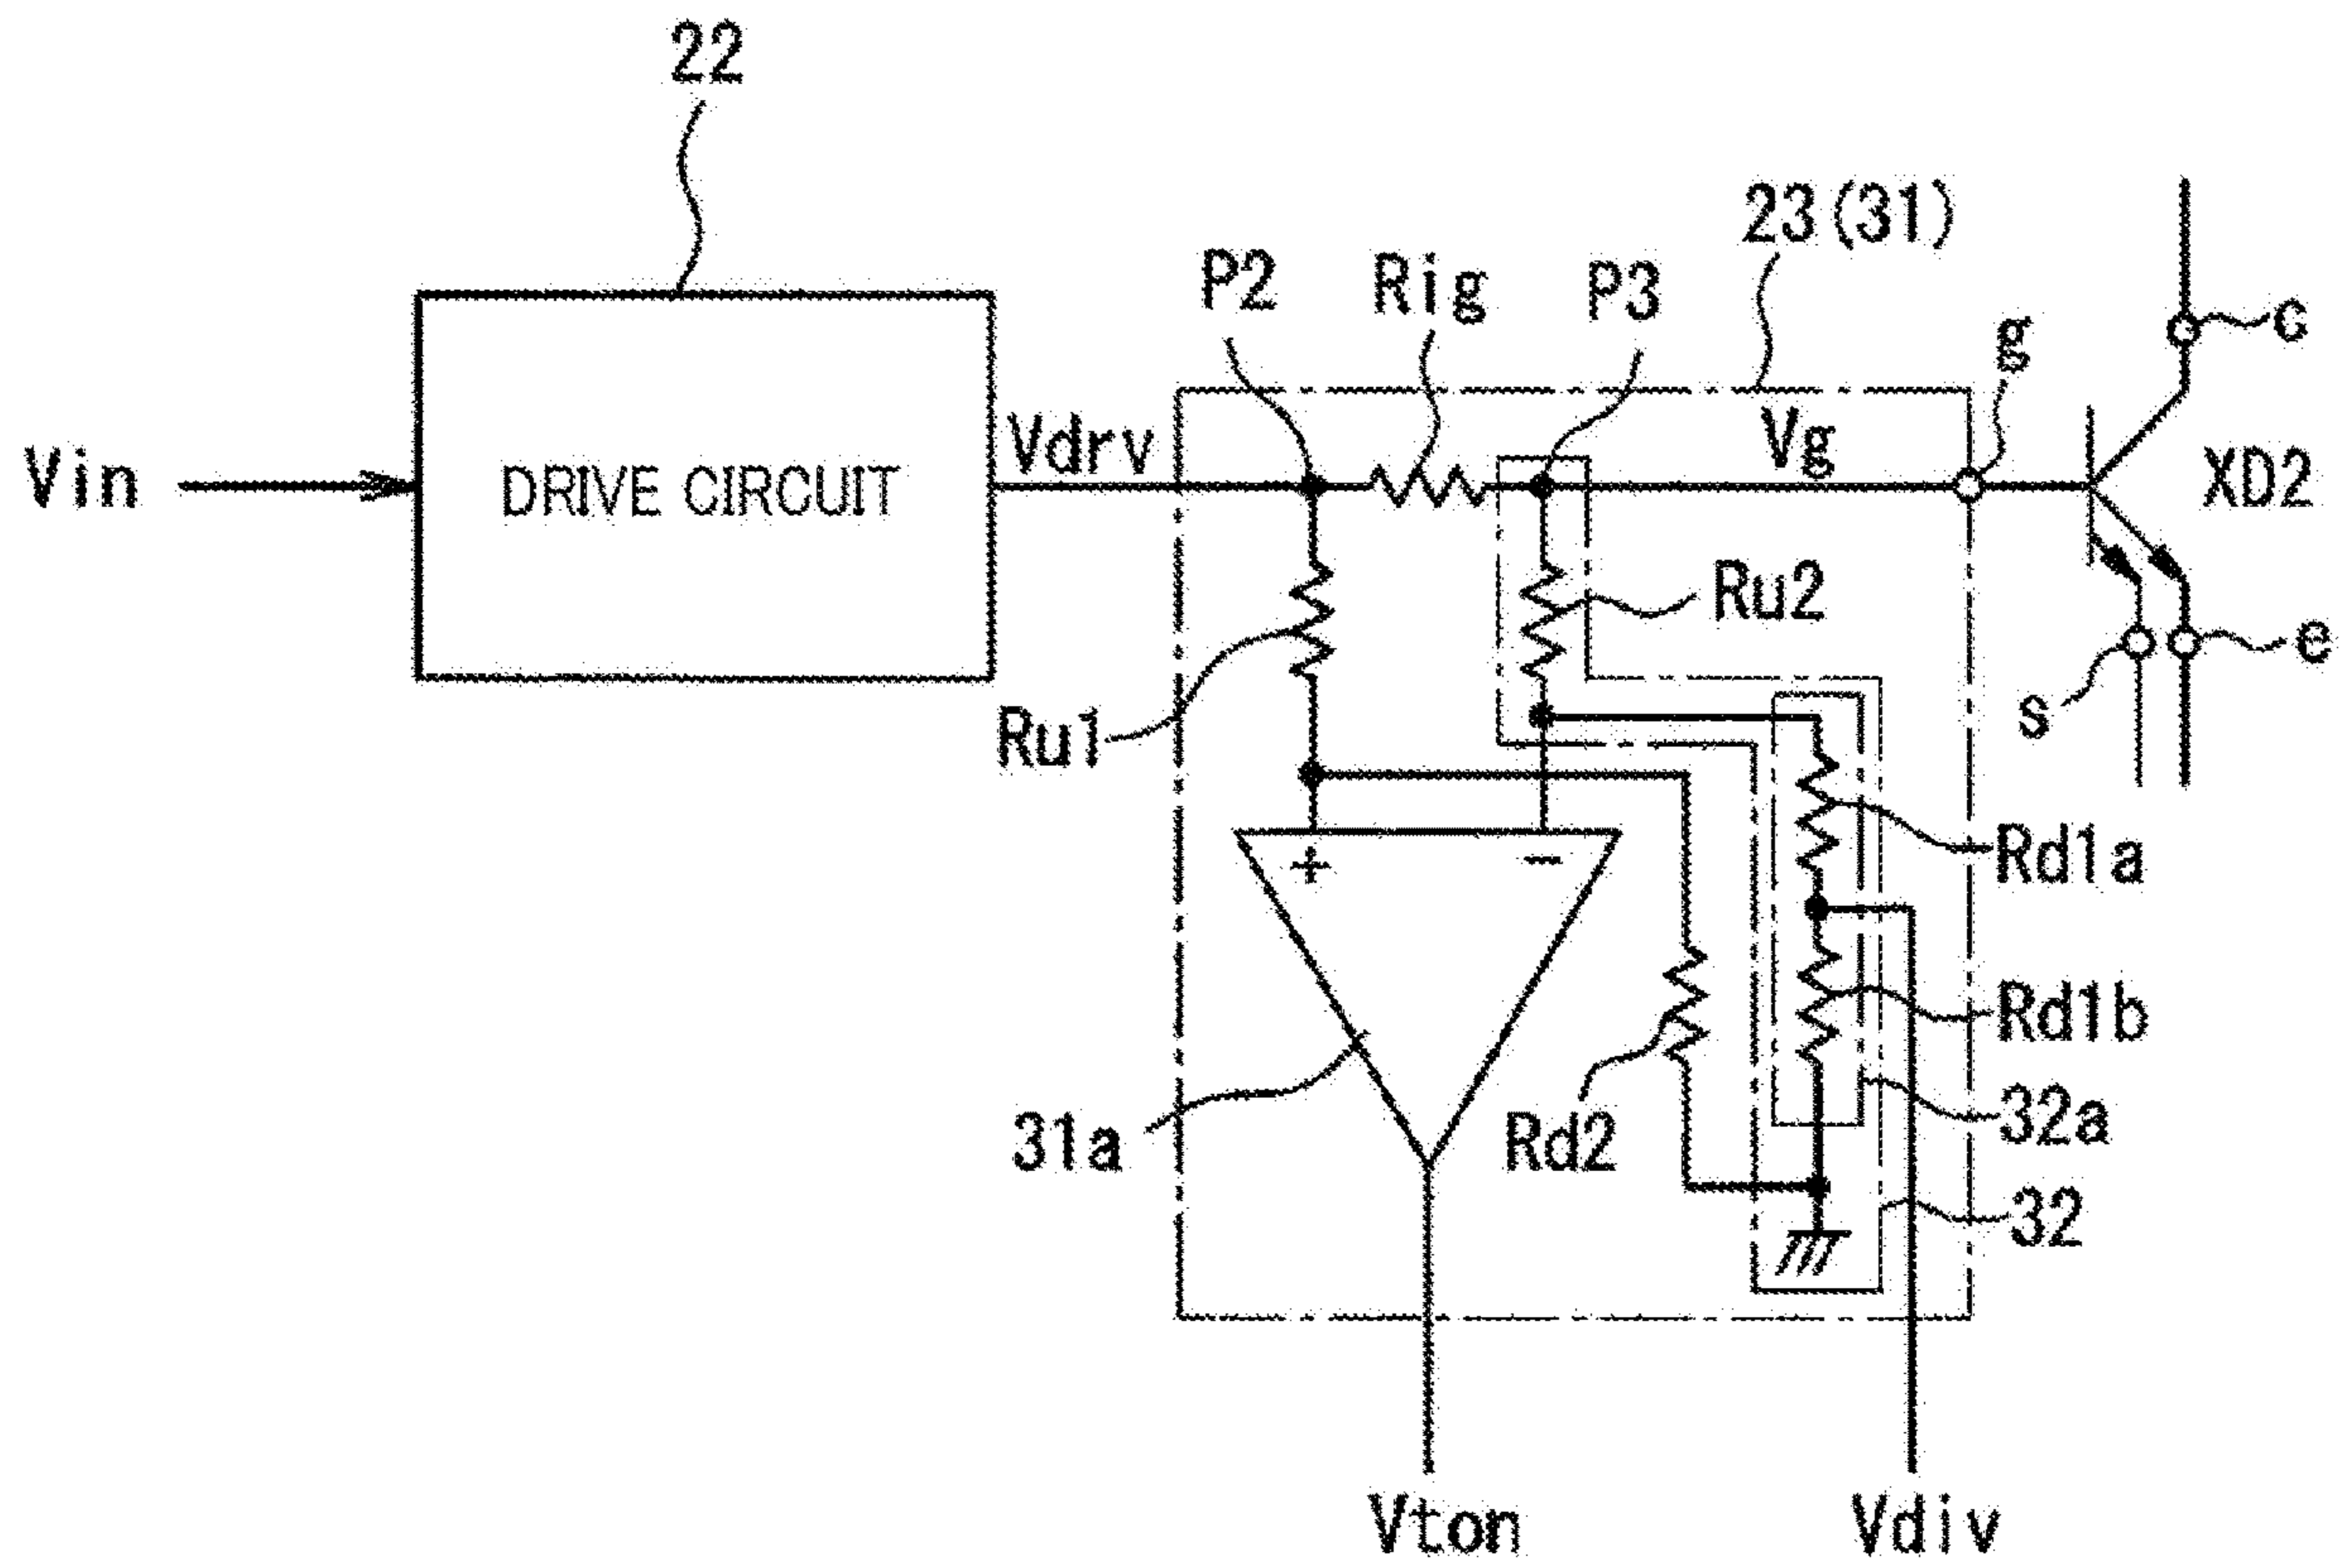 22
23(31)
P2
Rig
P3
g
c
Vin
DRIVE CIRCUIT
Vdrv
Vg
XD2
Ru2
Ru1
s
e
+
−
Rd1a
Rd1b
31a
Rd2
32a
32
Vton
Vdiv